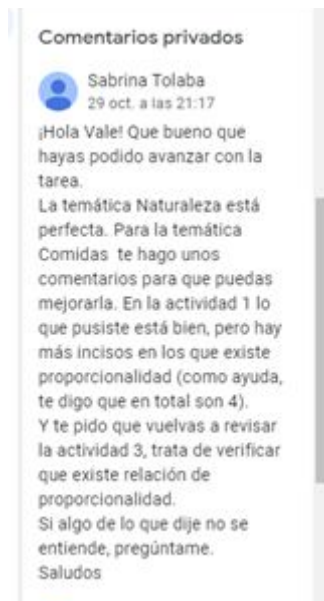 Comentarios privados
Sabrina Tolaba
29 oct. a las 21:17
¡Hola Vale! Que bueno que
hayas podido avanzar con la
tarea.
La temática Naturaleza está
perfecta. Para la temática
Comidas te hago unos
comentarios para que puedas
mejorarla. En la actividad 1 lo
que pusiste está bien, pero hay
más incisos en los que existe
proporcionalidad (como ayuda,
te digo que en total son 4).
Y te pido que vuelvas a revisar
la actividad 3, trata de verificar
que existe relación de
proporcionalidad.
Si algo de lo que dije no se
entiende, pregúntame.
Saludos